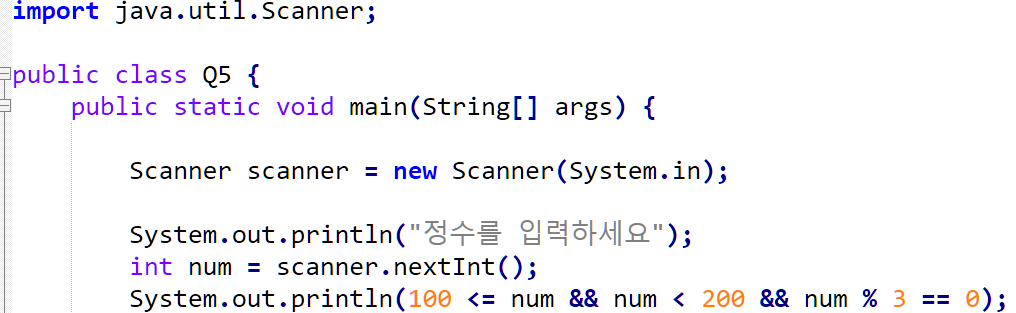 import java.util.Scanner;
public class Q5 {
public static void main(String[] args) {
Scanner scanner = new Scanner(System.in);
System.out.println("정수를 입력하세요");
int num = scanner.nextInt();
System.out.println(100 <= num && num < 200 && num % 3 == 0);